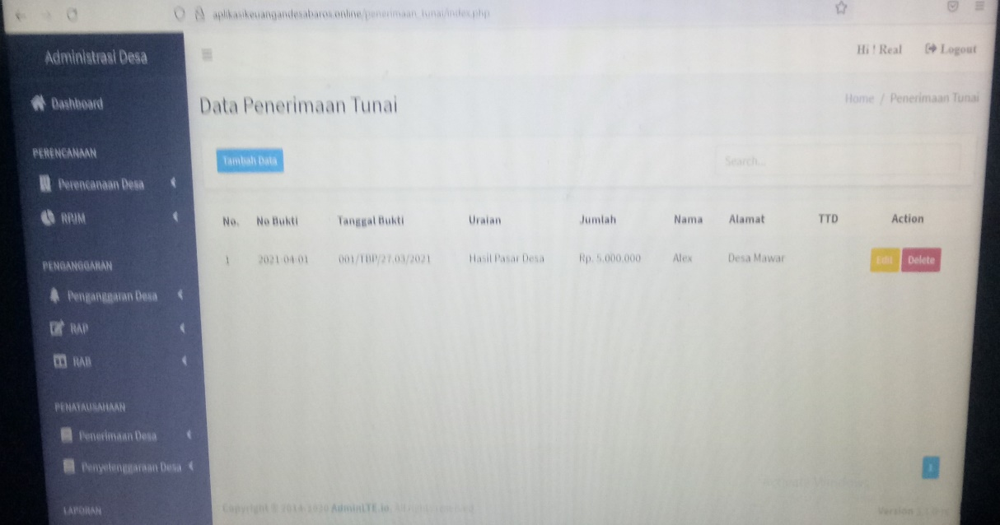 aplikasikeuangandesabaros.online/penerimaan_tunai/index.php
Administrasi Desa
Hi ! Real Logout
Dashboard
Data Penerimaan Tunai
Home / Penerimaan Tunai
PERENCANAAN
Tambah Data
Search...
Perencanaan Desa
RPJM
No. No Bukti Tanggal Bukti Uraian Jumlah Nama Alamat TTD Action
1 2021-04-01 001/TBP/27.03/2021 Hasil Pasar Desa Rp. 5.000.000 Alex Desa Mawar Edit Delete
PENGANGGARAN
Penganggaran Desa
RAP
RAB
PENATAUSAHAAN
Penerimaan Desa
Penyelenggaraan Desa
1
LAPORAN
Copyright © 2014-2020 AdminLTE.io. All rights reserved
Version